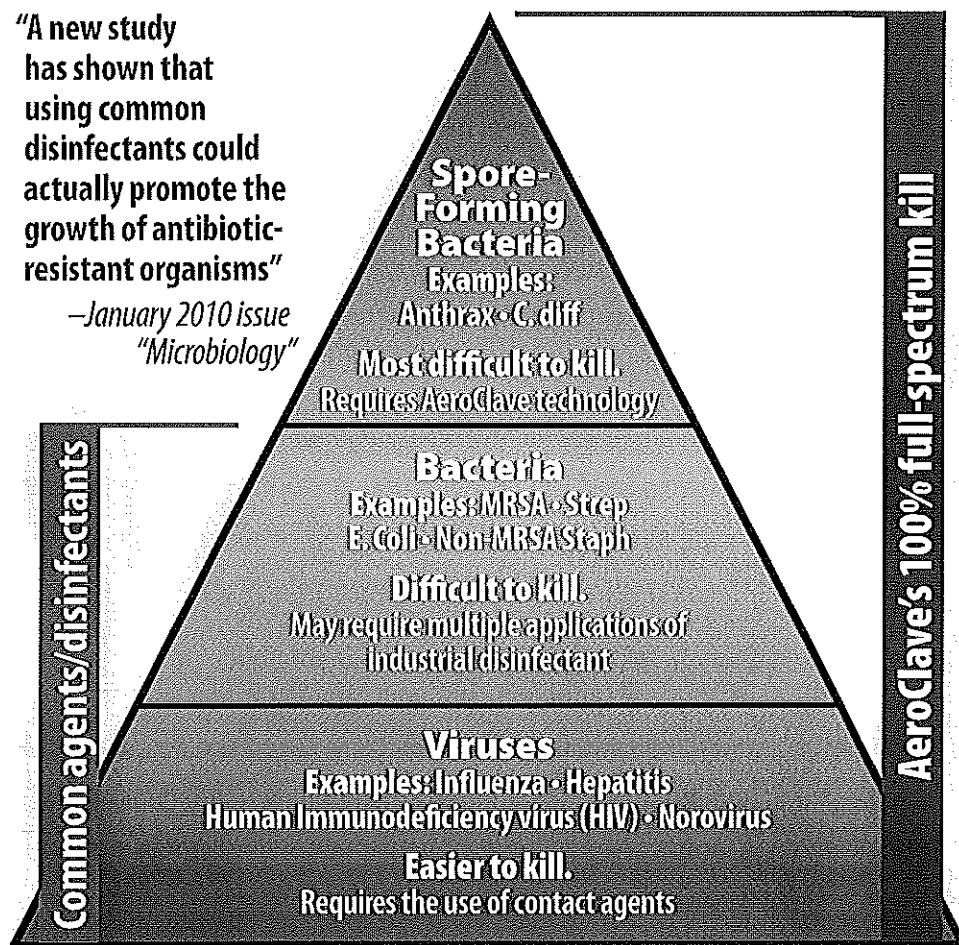 “A new study
has shown that
using common
disinfectants could
actually promote the
growth of antibiotic-
resistant organisms”
–January 2010 issue
“Microbiology”
Spore-
Forming
Bacteria
Examples:
Anthrax • C. diff
Most difficult to kill.
Requires AeroClave technology
Bacteria
Examples: MRSA • Strep
E. Coli • Non-MRSA Staph
Difficult to kill.
May require multiple applications of
industrial disinfectant
Viruses
Examples: Influenza • Hepatitis
Human Immunodeficiency virus (HIV) • Norovirus
Easier to kill.
Requires the use of contact agents
Common agents/disinfectants
AeroClave’s 100% full-spectrum kill